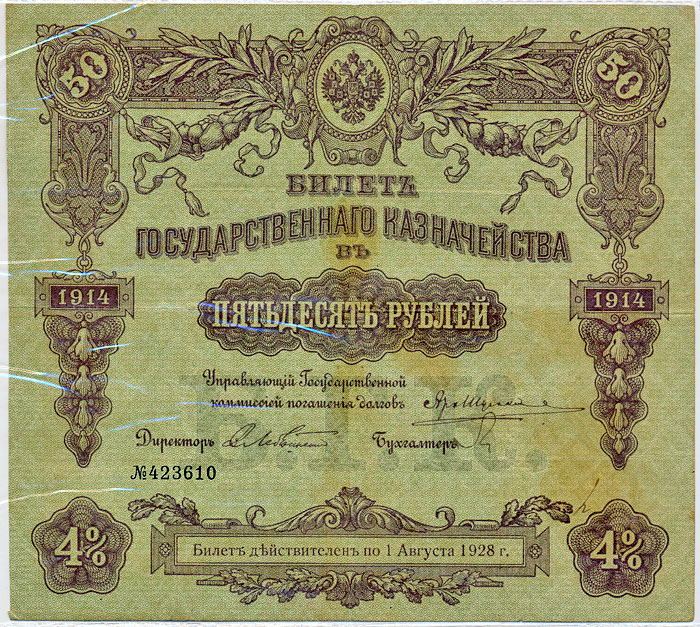 50 50
БИЛЕТЪ
ГОСУДАРСТВЕННАГО КАЗНАЧЕЙСТВА
ВЪ
1914 ПЯТЬДЕСЯТЪ РУБЛЕЙ 1914
Управляющій Государственной
коммиссіей погашенія долговъ
Директоръ Бухгалтеръ
№423610
4% Билетъ дѣйствителенъ по 1 Августа 1928 г. 4%